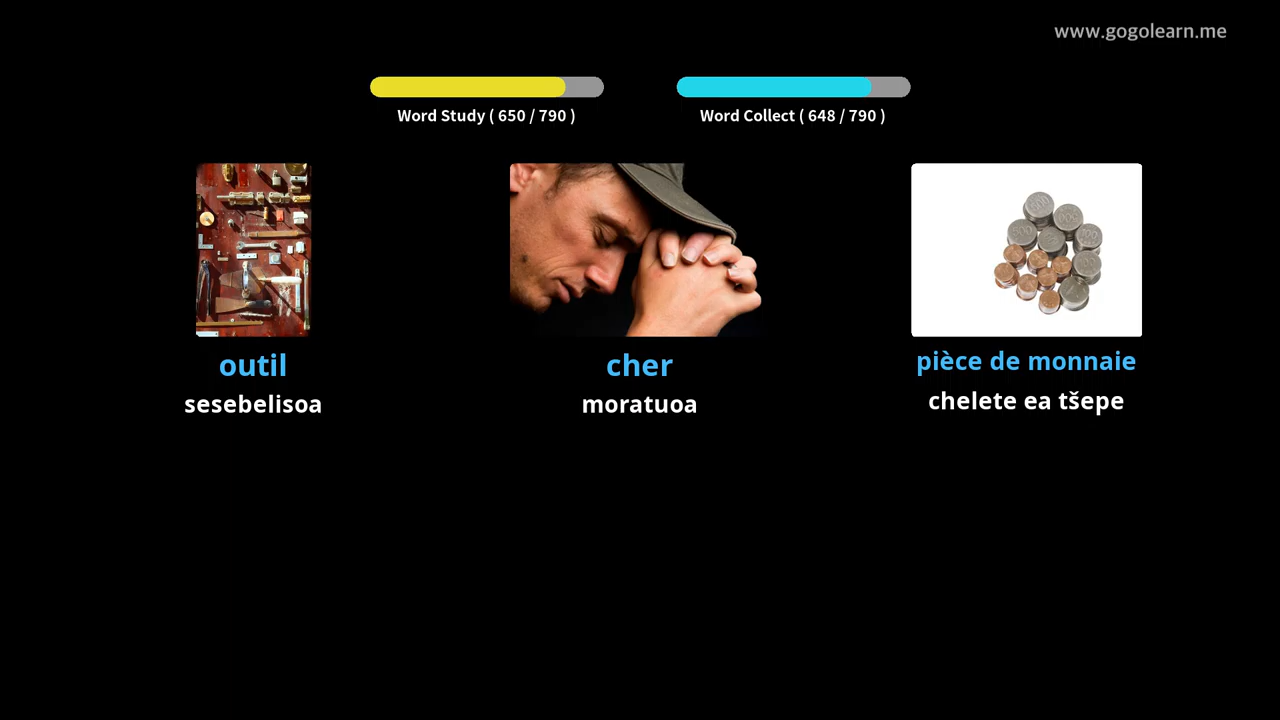 www.gogolearn.me
Word Study ( 650 / 790 )
Word Collect ( 648 / 790 )
outil
cher
pièce de monnaie
sesebelisoa
moratuoa
chelete ea tšepe